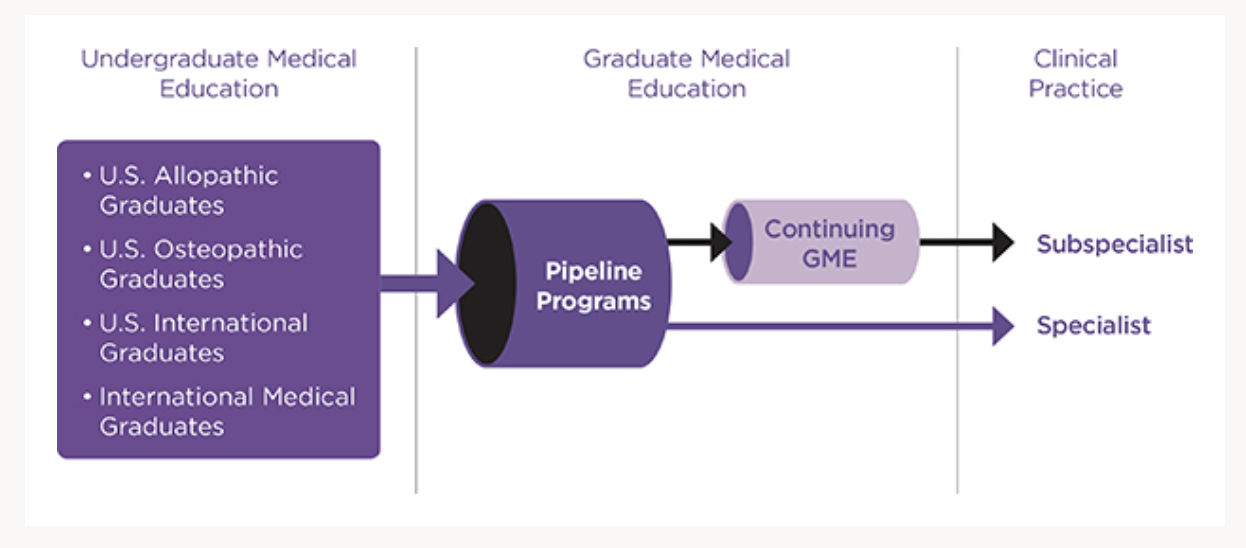 Undergraduate Medical
Education
Graduate Medical
Education
Clinical
Practice
• U.S. Allopathic
Graduates
• U.S. Osteopathic
Graduates
• U.S. International
Graduates
• International Medical
Graduates
Pipeline
Programs
Continuing
GME
Subspecialist
Specialist